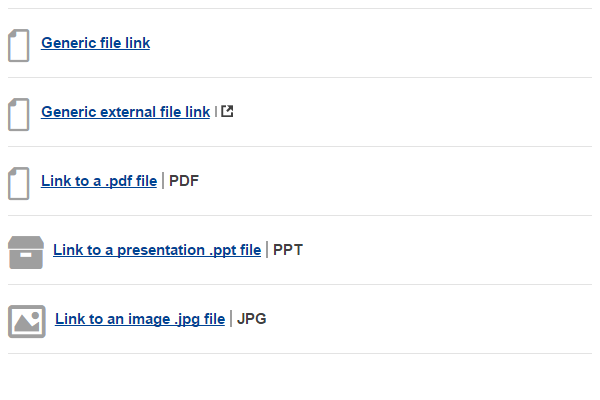 Generic file link
Generic external file link |
Link to a .pdf file | PDF
Link to a presentation .ppt file | PPT
Link to an image .jpg file | JPG